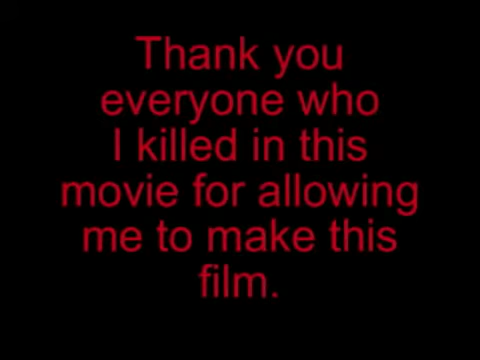 Thank you
everyone who
I killed in this
movie for allowing
me to make this
film.